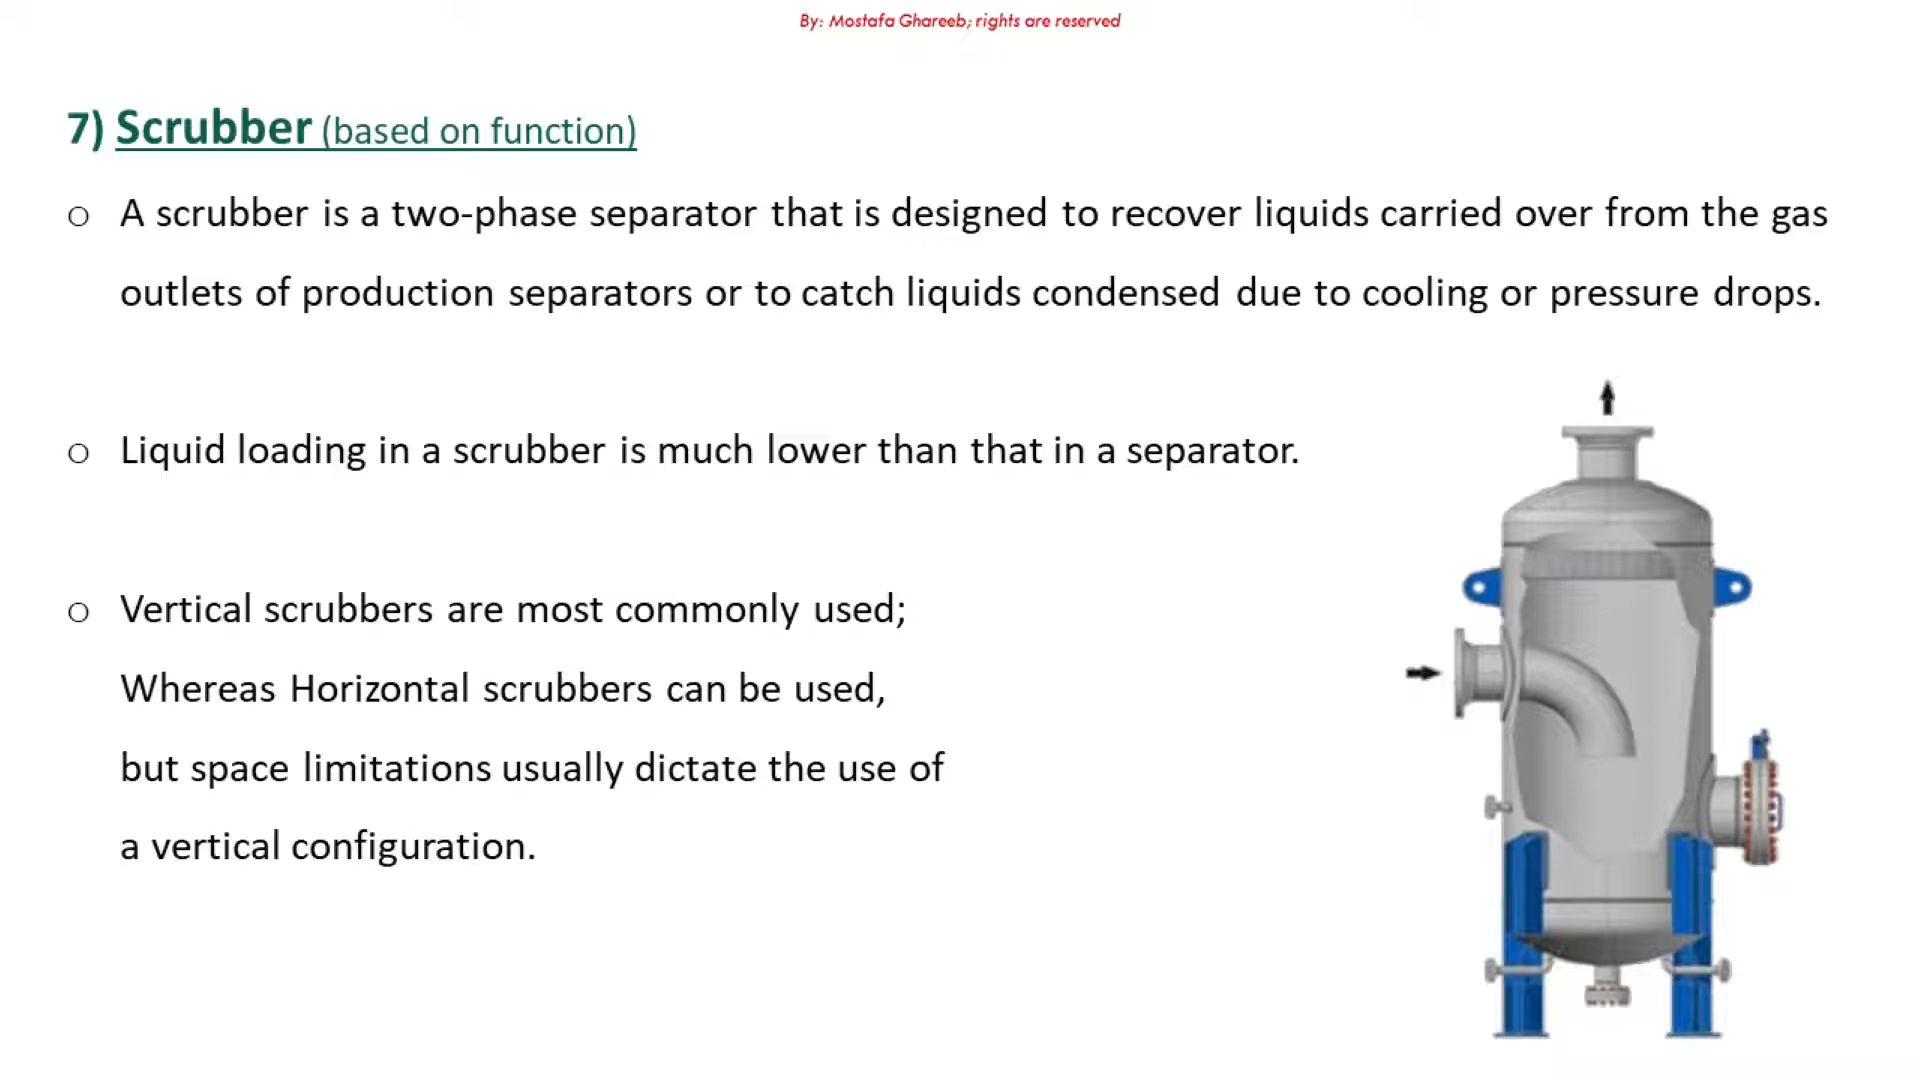 By: Mostafa Ghareeb; rights are reserved
7) Scrubber (based on function)
o A scrubber is a two-phase separator that is designed to recover liquids carried over from the gas
outlets of production separators or to catch liquids condensed due to cooling or pressure drops.
o Liquid loading in a scrubber is much lower than that in a separator.
o Vertical scrubbers are most commonly used;
Whereas Horizontal scrubbers can be used,
but space limitations usually dictate the use of
a vertical configuration.